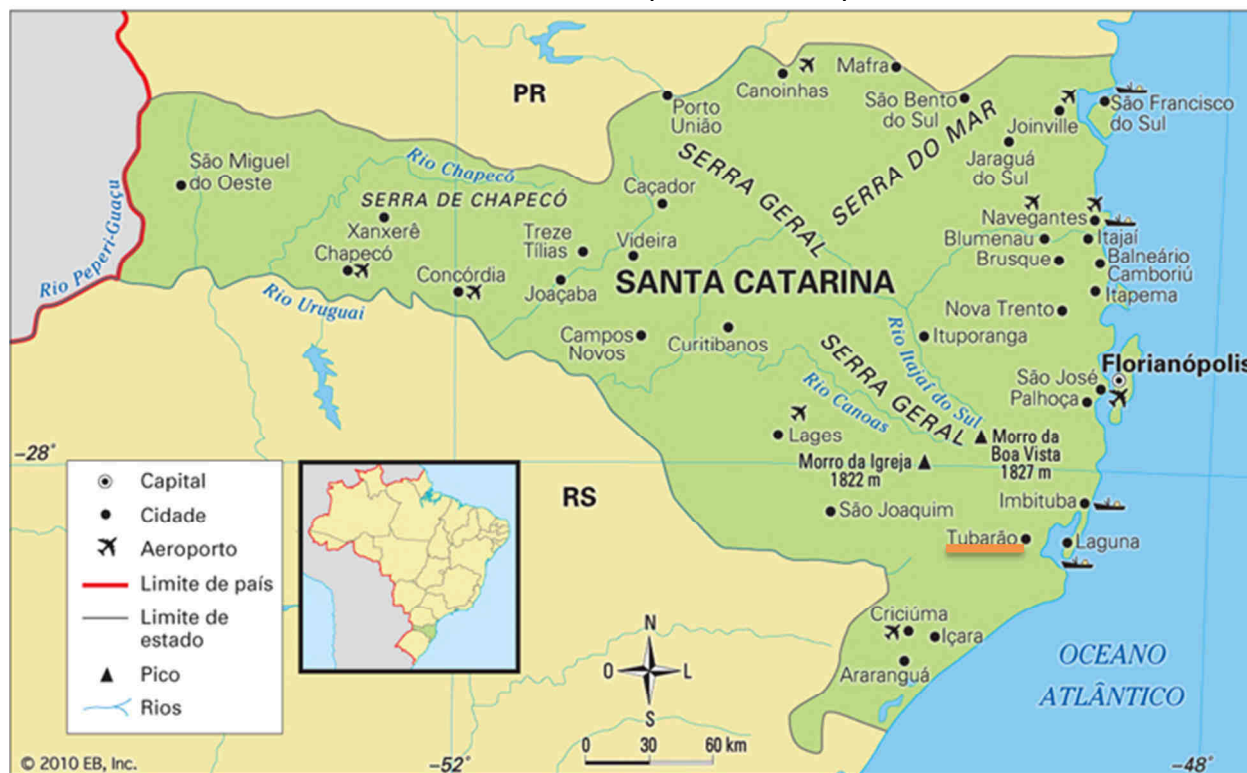 PR
Canoinhas
Mafra
Porto
União
São Bento
do Sul
Joinville
São Francisco
do Sul
Jaraguá
do Sul
São Miguel
do Oeste
Rio Chapecó
SERRA DE CHAPECÓ
SERRA GERAL
SERRA DO MAR
Caçador
Xanxerê
Chapecó
Treze
Tílias
Videira
Navegantes
Blumenau
Itajaí
Brusque
Balneário
Camboriú
Rio Peperi-Guaçu
Rio Uruguai
Concórdia
Joaçaba
SANTA CATARINA
Itapema
Nova Trento
Campos
Novos
Curitibanos
Ituporanga
Rio Itajaí do Sul
SERRA GERAL
Rio Canoas
Florianópolis
São José
Palhoça
Lages
Morro da Igreja
1822 m
Morro da
Boa Vista
1827 m
–28°
RS
São Joaquim
Imbituba
Tubarão
Laguna
Criciúma
Içara
Araranguá
OCEANO
ATLÂNTICO
Capital
Cidade
Aeroporto
Limite de país
Limite de
estado
Pico
Rios
N
O
L
S
0 30 60 km
© 2010 EB, Inc.
–52°
–48°